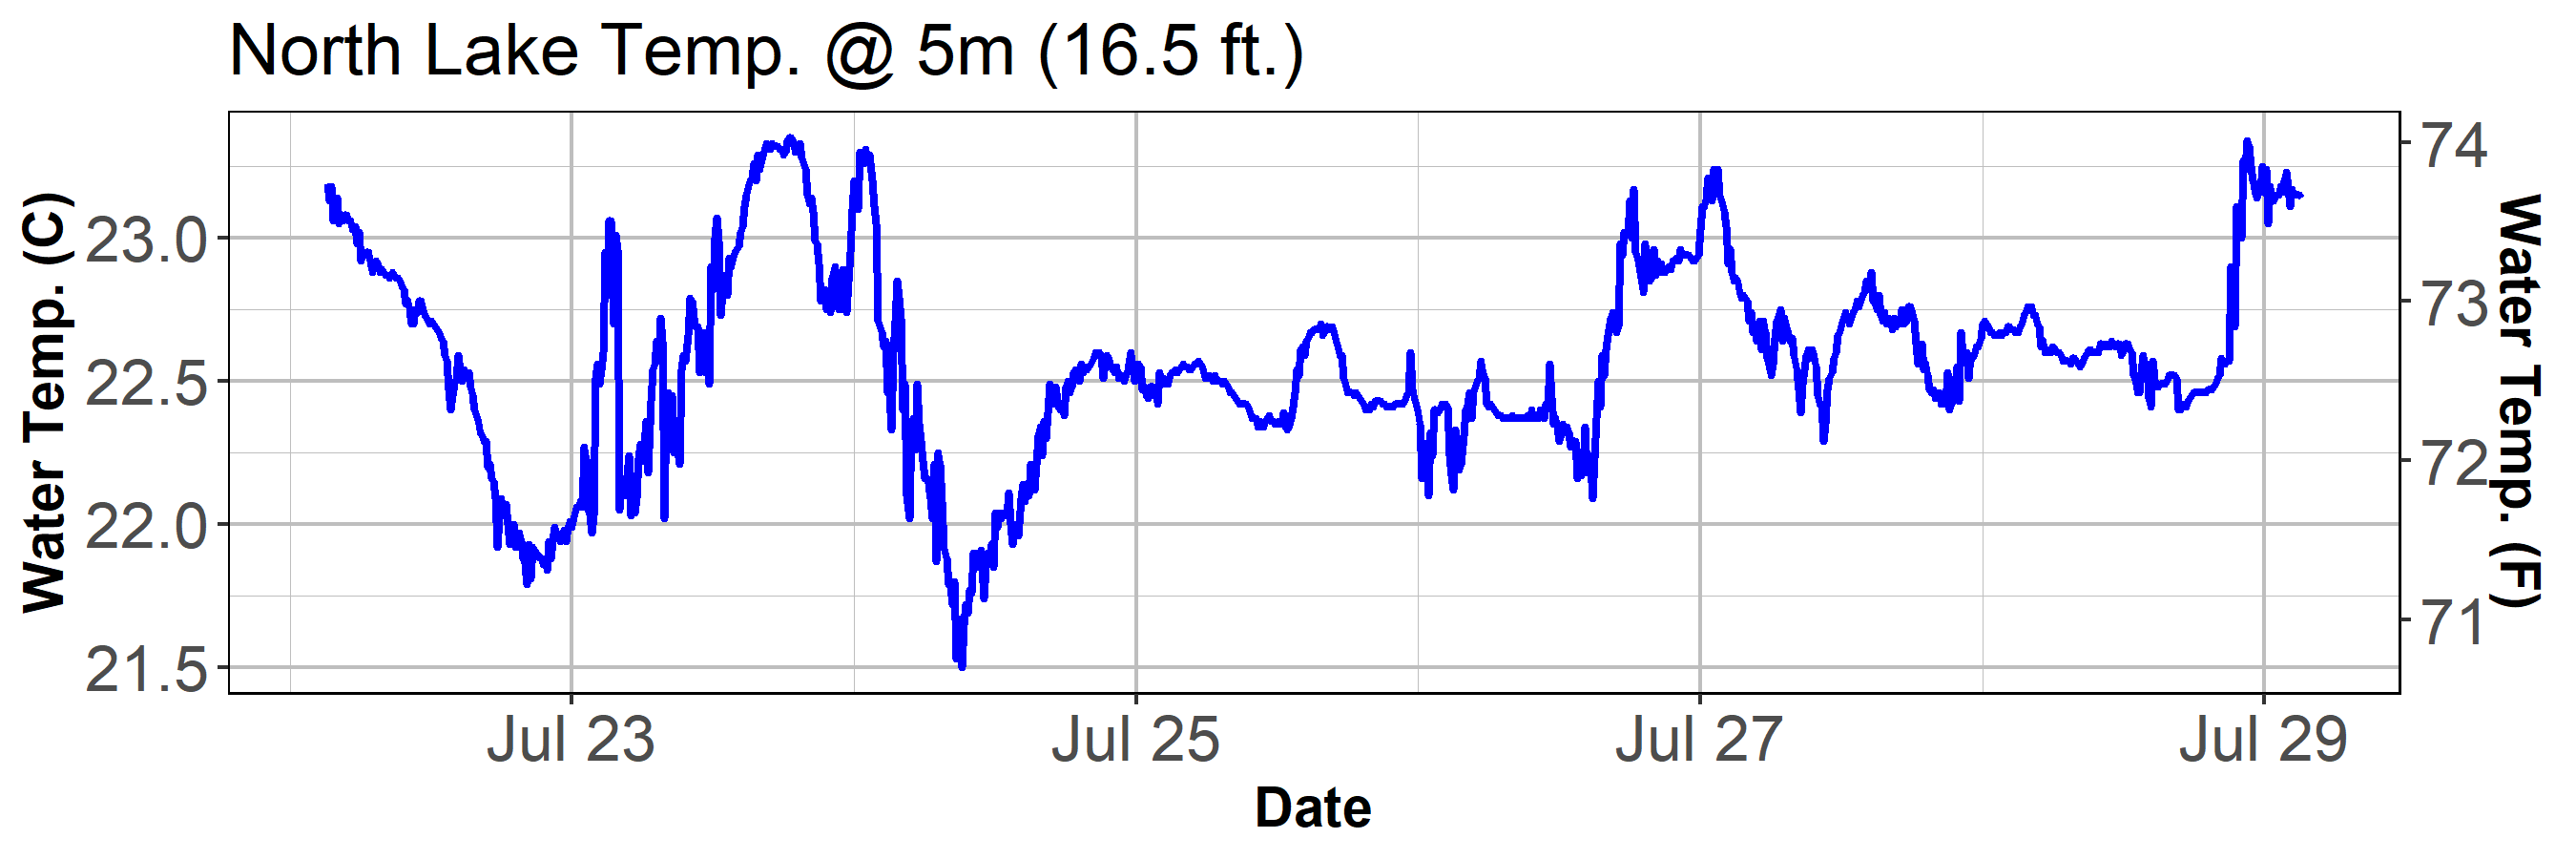 North Lake Temp. @ 5m (16.5 ft.)
Water Temp. (C)
23.0
22.5
22.0
21.5
74
73
72
71
Water Temp. (F)
Jul 23 Jul 25 Jul 27 Jul 29
Date